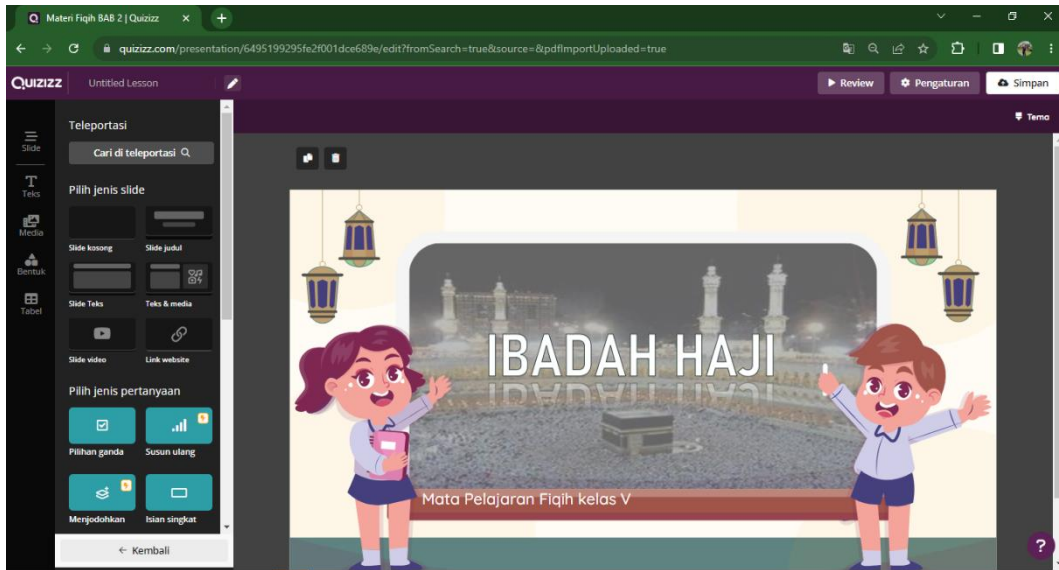 Materi Fiqih BAB 2 | Quizizz
quizizz.com/presentation/6495199295fe2f001dce689e/edit?fromSearch=true&source=&pdfImportUploaded=true
QUIZIZZ
Untitled Lesson
Review
Pengaturan
Simpan
Tema
Slide
Teks
Media
Bentuk
Tabel
Teleportasi
Cari di teleportasi
Pilih jenis slide
Slide kosong
Slide judul
Slide Teks
Teks & media
Slide video
Link website
Pilih jenis pertanyaan
Pilihan ganda
Susun ulang
Menjodohkan
Isian singkat
Kembali
IBADAH HAJI
Mata Pelajaran Fiqih kelas V
?